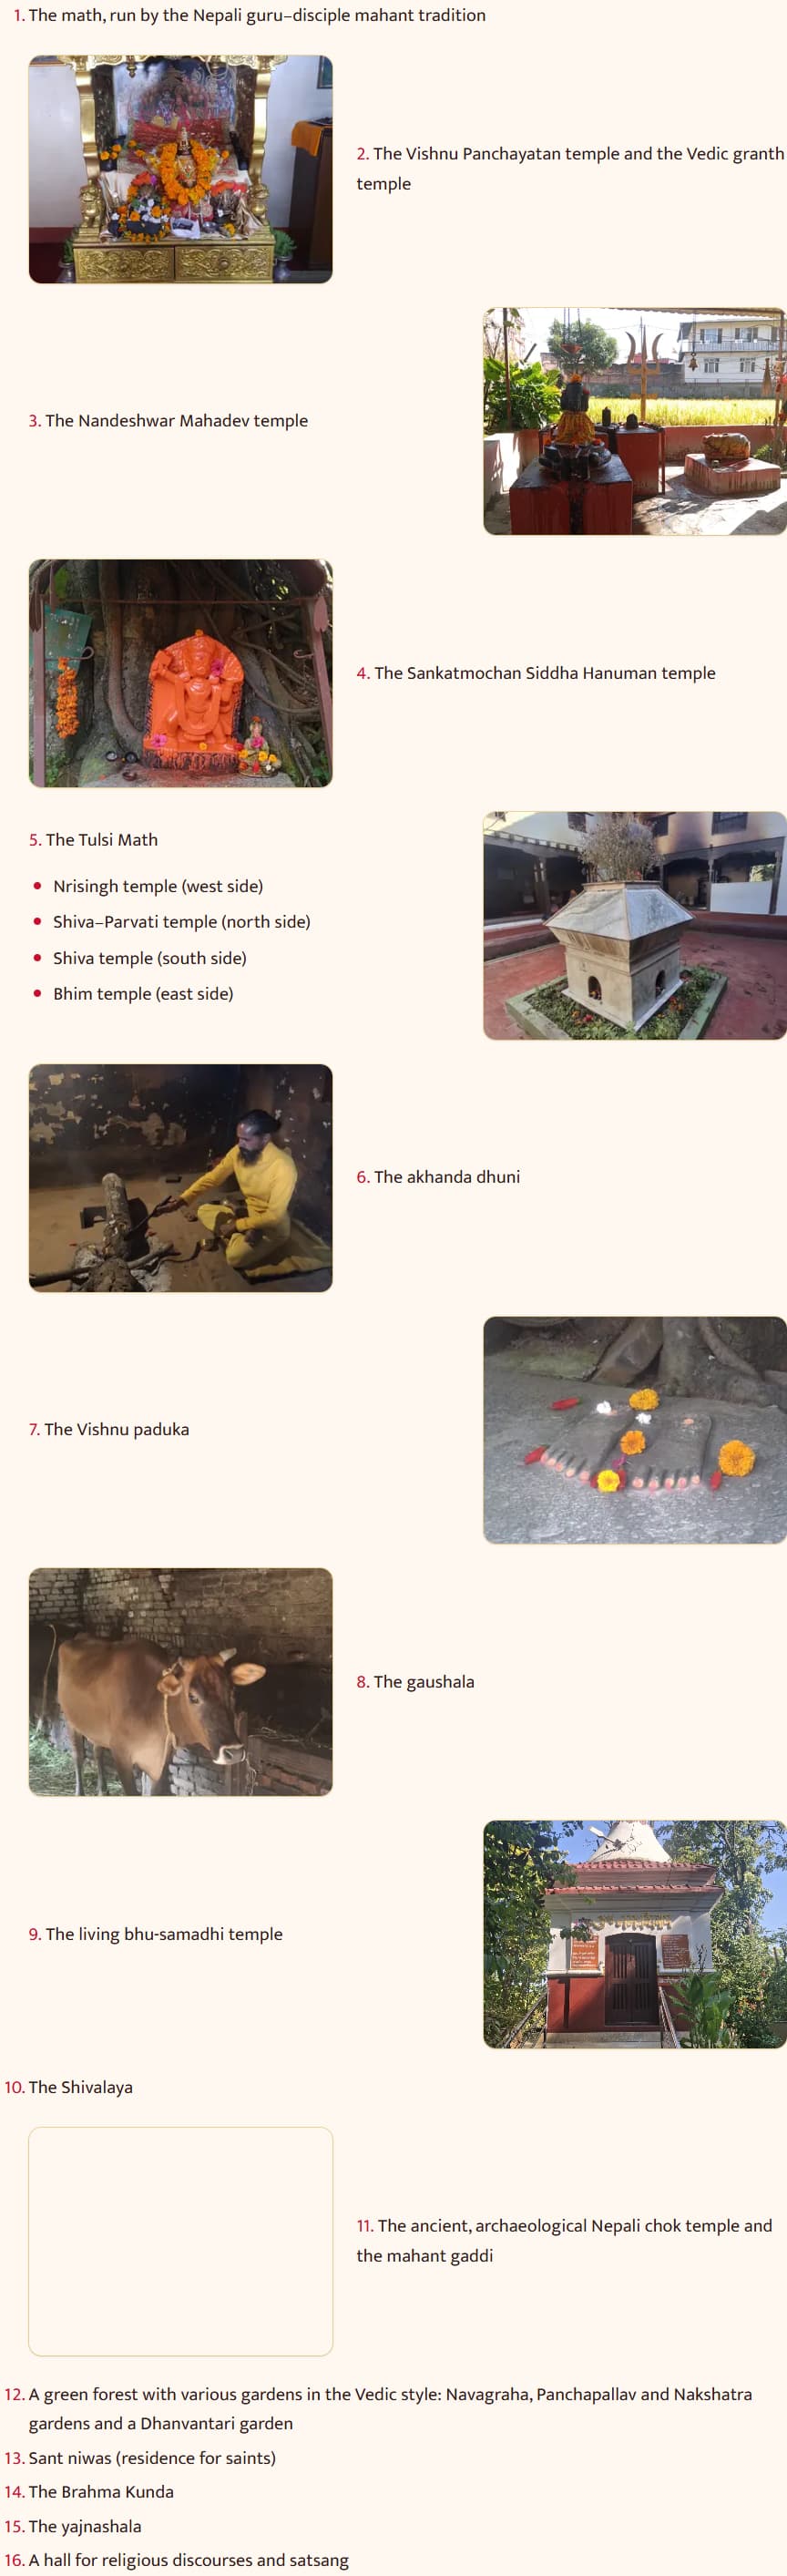 1. The math, run by the Nepali guru–disciple mahant tradition
2. The Vishnu Panchayatan temple and the Vedic granth
temple
3. The Nandeshwar Mahadev temple
4. The Sankatmochan Siddha Hanuman temple
5. The Tulsi Math
• Nrisingh temple (west side)
• Shiva–Parvati temple (north side)
• Shiva temple (south side)
• Bhim temple (east side)
6. The akhanda dhuni
7. The Vishnu paduka
8. The gaushala
9. The living bhu-samadhi temple
10. The Shivalaya
11. The ancient, archaeological Nepali chok temple and
the mahant gaddi
12. A green forest with various gardens in the Vedic style: Navagraha, Panchapallav and Nakshatra
gardens and a Dhanvantari garden
13. Sant niwas (residence for saints)
14. The Brahma Kunda
15. The yajnashala
16. A hall for religious discourses and satsang